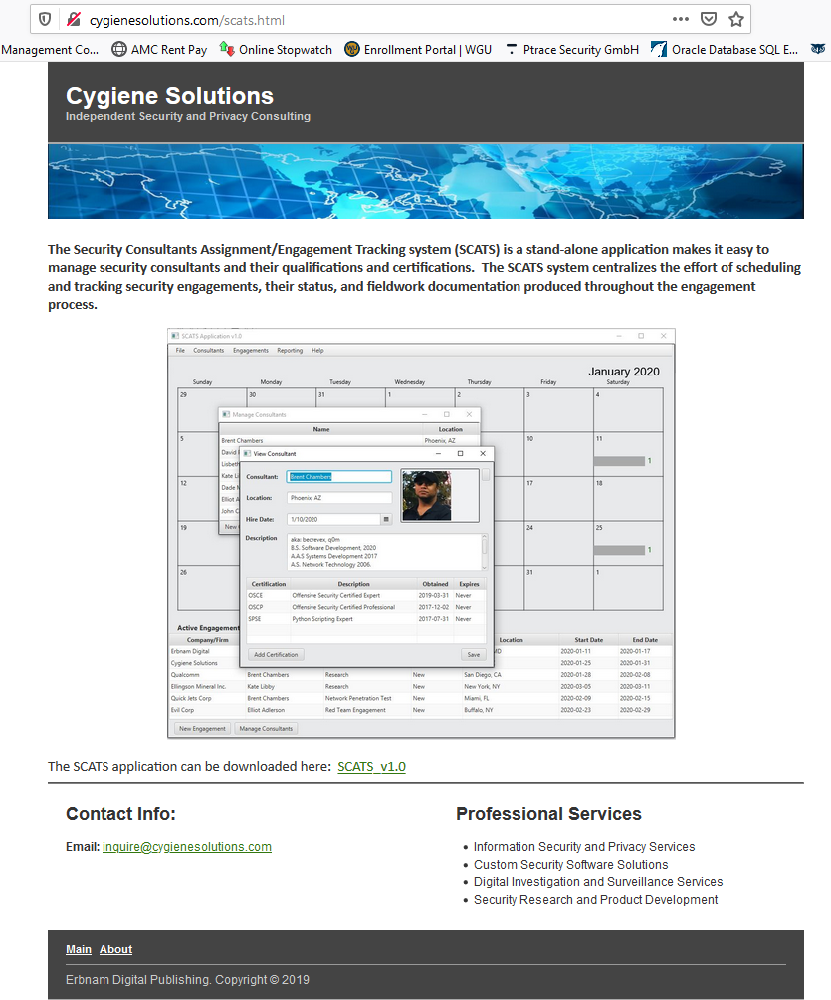 cygienesolutions.com/scats.html
Management Co... AMC Rent Pay Online Stopwatch Enrollment Portal | WGU Ptrace Security GmbH Oracle Database SQL E...
Cygiene Solutions
Independent Security and Privacy Consulting
The Security Consultants Assignment/Engagement Tracking system (SCATS) is a stand-alone application makes it easy to
manage security consultants and their qualifications and certifications. The SCATS system centralizes the effort of scheduling
and tracking security engagements, their status, and fieldwork documentation produced throughout the engagement
process.
SCATS Application v1.0
File Consultants Engagements Reporting Help
January 2020
Sunday Monday Tuesday Wednesday Thursday Friday Saturday
29 30 31 1 2 3 4
Manage Consultants
Name Location
5 Brent Chambers Phoenix, AZ 10 11
David
View Consultant
Lisbeth
1
Consultant: Brent Chambers
Kate Li
12 17 18
Dade M
Location: Phoenix, AZ
Elliot A
John C
Hire Date: 1/10/2020
19 New 24 25
Description aka: becrevex, q0m
B.S. Software Development, 2020
1
A.A.S Systems Development 2017
A.S. Network Technology 2006.
26 31 1
Certification Description Obtained Expires
OSCE Offensive Security Certified Expert 2019-03-31 Never
OSCP Offensive Security Certified Professional 2017-12-02 Never
SPSE Python Scripting Expert 2017-07-31 Never
Active Engagement
Company/Firm Location Start Date End Date
Erbnam Digital MD 2020-01-11 2020-01-17
Add Certification Save
Cygiene Solutions 2020-01-25 2020-01-31
Qualcomm Brent Chambers Research New San Diego, CA 2020-01-28 2020-02-08
Ellingson Mineral Inc. Kate Libby Research New New York, NY 2020-03-05 2020-03-11
Quick Jets Corp Brent Chambers Network Penetration Test New Miami, FL 2020-02-09 2020-02-15
Evil Corp Elliot Adlerson Red Team Engagement New Buffalo, NY 2020-02-23 2020-02-29
New Engagement Manage Consultants
The SCATS application can be downloaded here: SCATS_v1.0
Contact Info:
Email: inquire@cygienesolutions.com
Professional Services
• Information Security and Privacy Services
• Custom Security Software Solutions
• Digital Investigation and Surveillance Services
• Security Research and Product Development
Main About
Erbnam Digital Publishing. Copyright © 2019